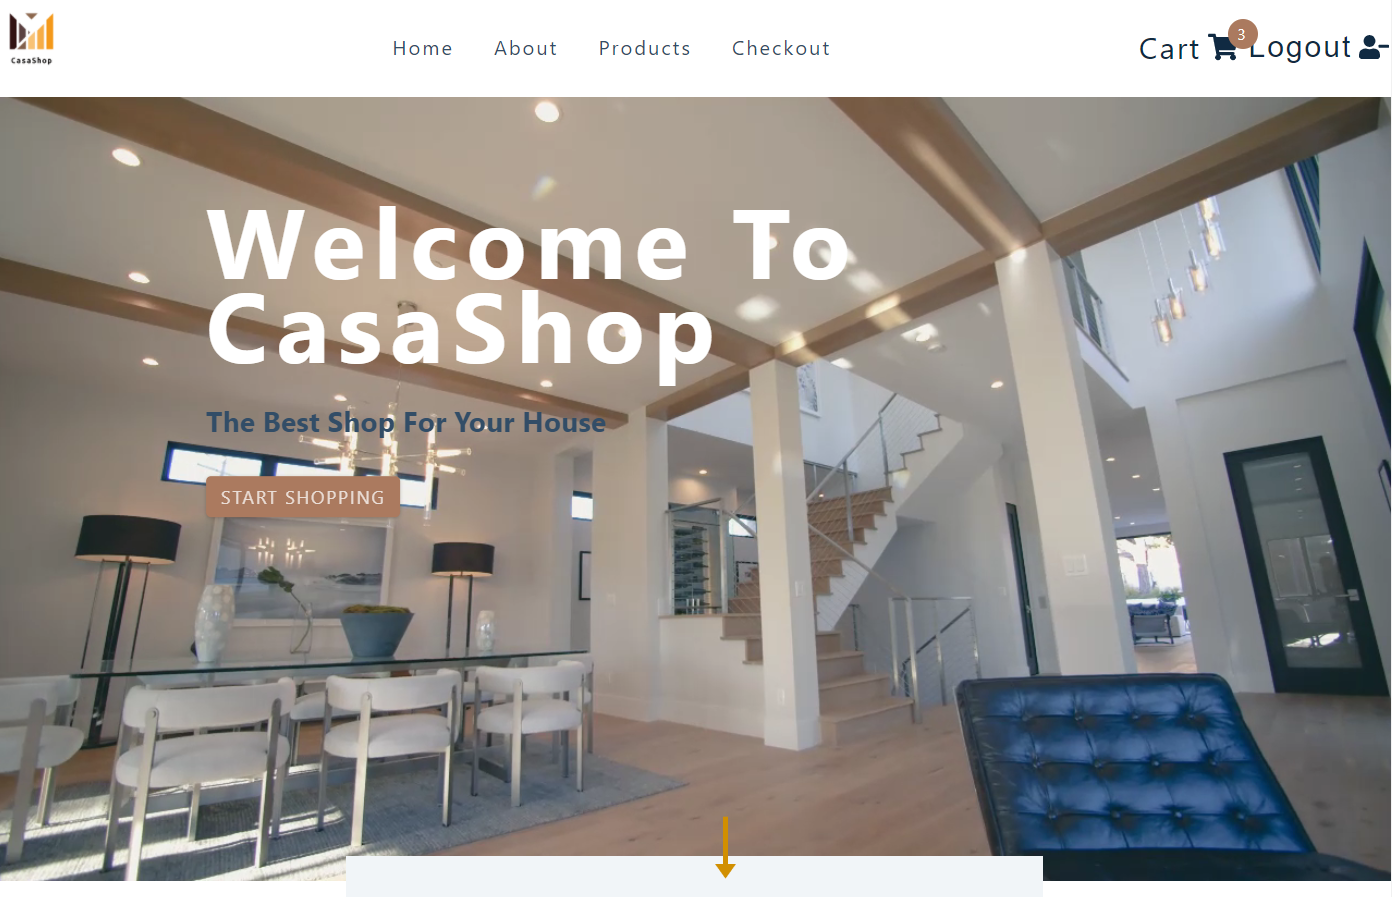 CasaShop
Home About Products Checkout
Cart 3 Logout
Welcome To
CasaShop
The Best Shop For Your House
START SHOPPING